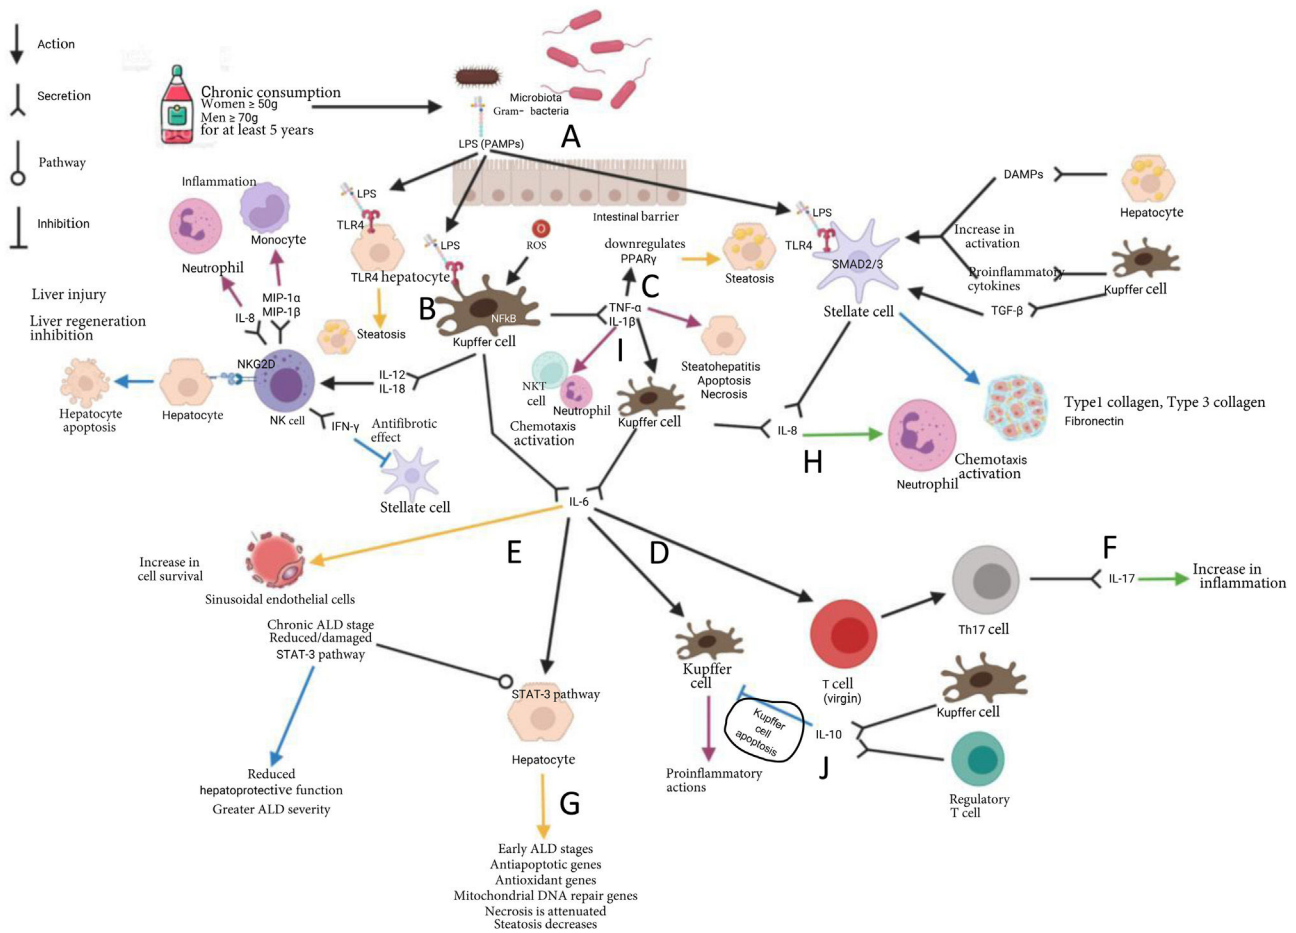 Action
Secretion
Pathway
Inhibition
Chronic consumption
Women ≥ 50g
Men ≥ 70g
for at least 5 years
Microbiota
Gram- bacteria
A
LPS (PAMPs)
Intestinal barrier
Inflammation
Monocyte
Neutrophil
LPS
TLR4
TLR4 hepatocyte
Steatosis
LPS
ROS
B
NFkB
Kupffer cell
downregulates
PPARγ
Steatosis
C
TNF-α
IL-1β
I
Steatohepatitis
Apoptosis
Necrosis
NKT
cell
Neutrophil
Chemotaxis
activation
Kupffer cell
LPS
TLR4
SMAD2/3
Stellate cell
DAMPs
Hepatocyte
Increase in
activation
Proinflammatory
cytokines
Kupffer cell
TGF-β
Type1 collagen, Type 3 collagen
Fibronectin
IL-8
H
Neutrophil
Chemotaxis
activation
Liver injury
Liver regeneration
inhibition
IL-8
MIP-1α
MIP-1β
NKG2D
Hepatocyte
apoptosis
Hepatocyte
NK cell
IL-12
IL-18
IFN-γ
Antifibrotic
effect
Stellate cell
IL-6
E
D
F
Increase in
cell survival
Sinusoidal endothelial cells
Chronic ALD stage
Reduced/damaged
STAT-3 pathway
Reduced
hepatoprotective function
Greater ALD severity
STAT-3 pathway
Hepatocyte
G
Early ALD stages
Antiapoptotic genes
Antioxidant genes
Mitochondrial DNA repair genes
Necrosis is attenuated
Steatosis decreases
Kupffer
cell
Proinflammatory
actions
Kupffer
cell
apoptosis
T cell
(virgin)
Th17 cell
IL-17
Increase in
inflammation
IL-10
J
Kupffer cell
Regulatory
T cell